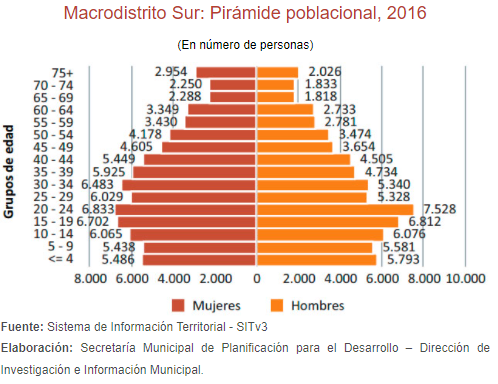 Macrodistrito Sur: Pirámide poblacional, 2016
(En número de personas)
Grupos de edad
75+ 2.954 2.026
70 - 74 2.250 1.833
65 - 69 2.288 1.818
60 - 64 3.349 2.733
55 - 59 3.430 2.781
50 - 54 4.178 3.474
45 - 49 4.605 3.654
40 - 44 5.449 4.505
35 - 39 5.925 4.734
30 - 34 6.483 5.340
25 - 29 6.029 5.328
20 - 24 6.833 7.528
15 - 19 6.702 6.812
10 - 14 6.065 6.076
5 - 9 5.438 5.581
<= 4 5.486 5.793
8.000 6.000 4.000 2.000 0 2.000 4.000 6.000 8.000 10.000
Mujeres Hombres
Fuente: Sistema de Información Territorial - SITv3
Elaboración: Secretaría Municipal de Planificación para el Desarrollo – Dirección de
Investigación e Información Municipal.